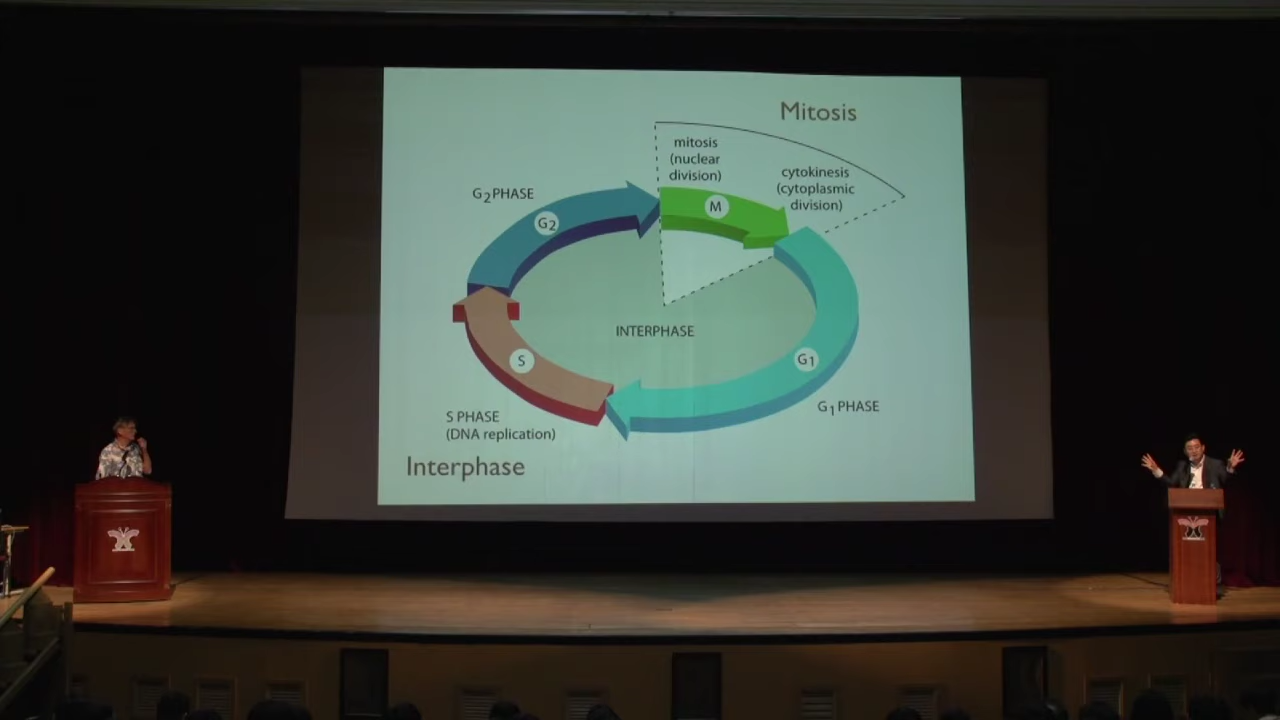 Mitosis
mitosis
(nuclear
division)
cytokinesis
(cytoplasmic
division)
G2 PHASE
G2
M
INTERPHASE
S
G1
G1 PHASE
S PHASE
(DNA replication)
Interphase